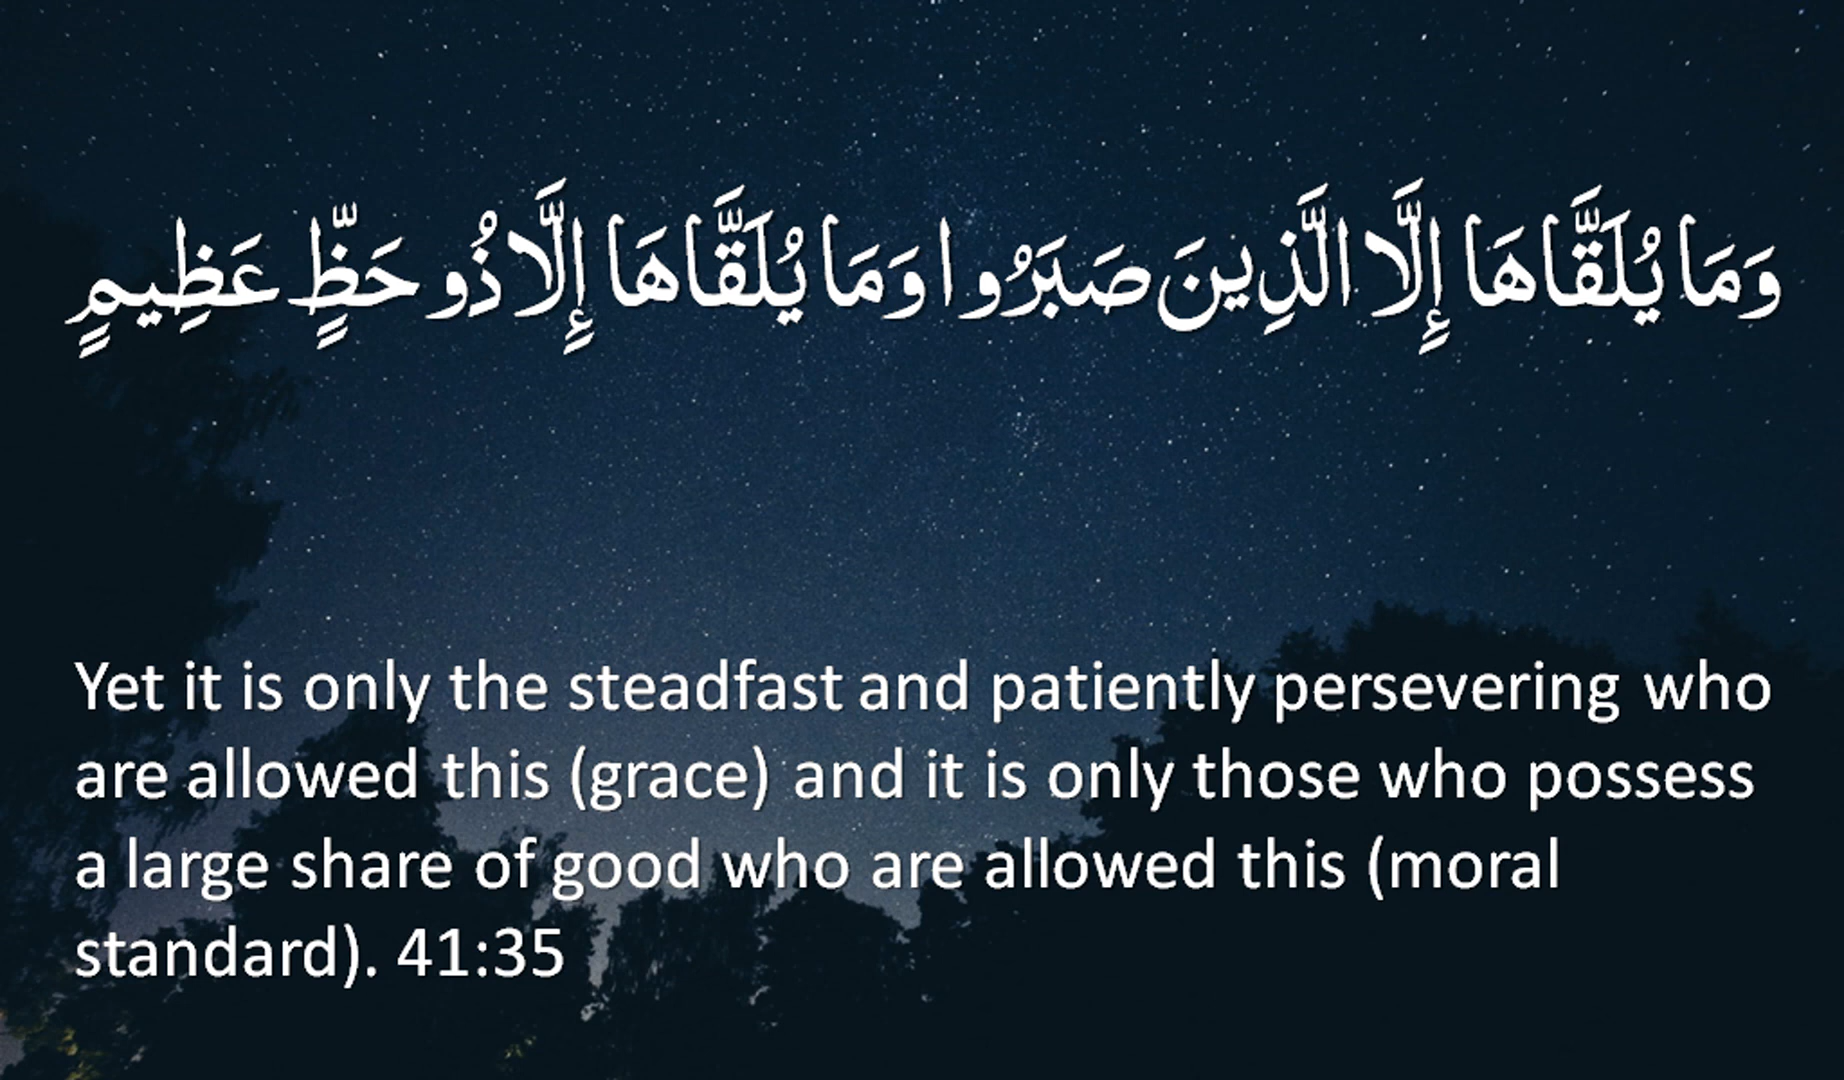 وَمَا يُلَقَّاهَا إِلَّا الَّذِينَ صَبَرُوا وَمَا يُلَقَّاهَا إِلَّا ذُو حَظٍّ عَظِيمٍ
Yet it is only the steadfast and patiently persevering who
are allowed this (grace) and it is only those who possess
a large share of good who are allowed this (moral
standard). 41:35